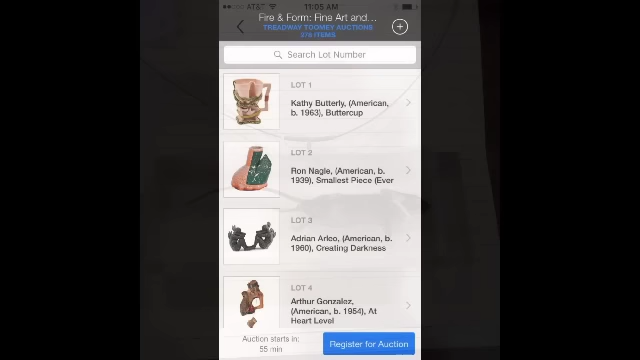 AT&T 11:05 AM
Fire & Form: Fine Art and...
TREADWAY TOOMEY AUCTIONS
276 ITEMS
Search Lot Number
LOT 1
Kathy Butterly, (American,
b. 1963), Buttercup
LOT 2
Ron Nagle, (American, b.
1939), Smallest Piece (Ever
LOT 3
Adrian Arleo, (American, b.
1960), Creating Darkness
LOT 4
Arthur Gonzalez,
(American, b. 1954), At
Heart Level
Auction starts in:
55 min
Register for Auction